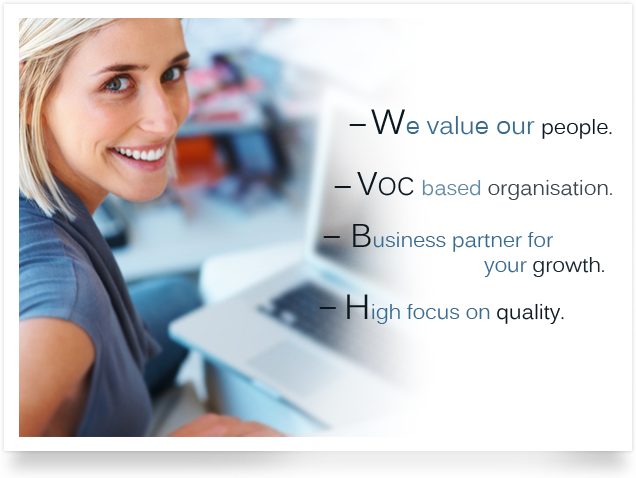 – We value our people.
– VOC based organisation.
– Business partner for
your growth.
– High focus on quality.